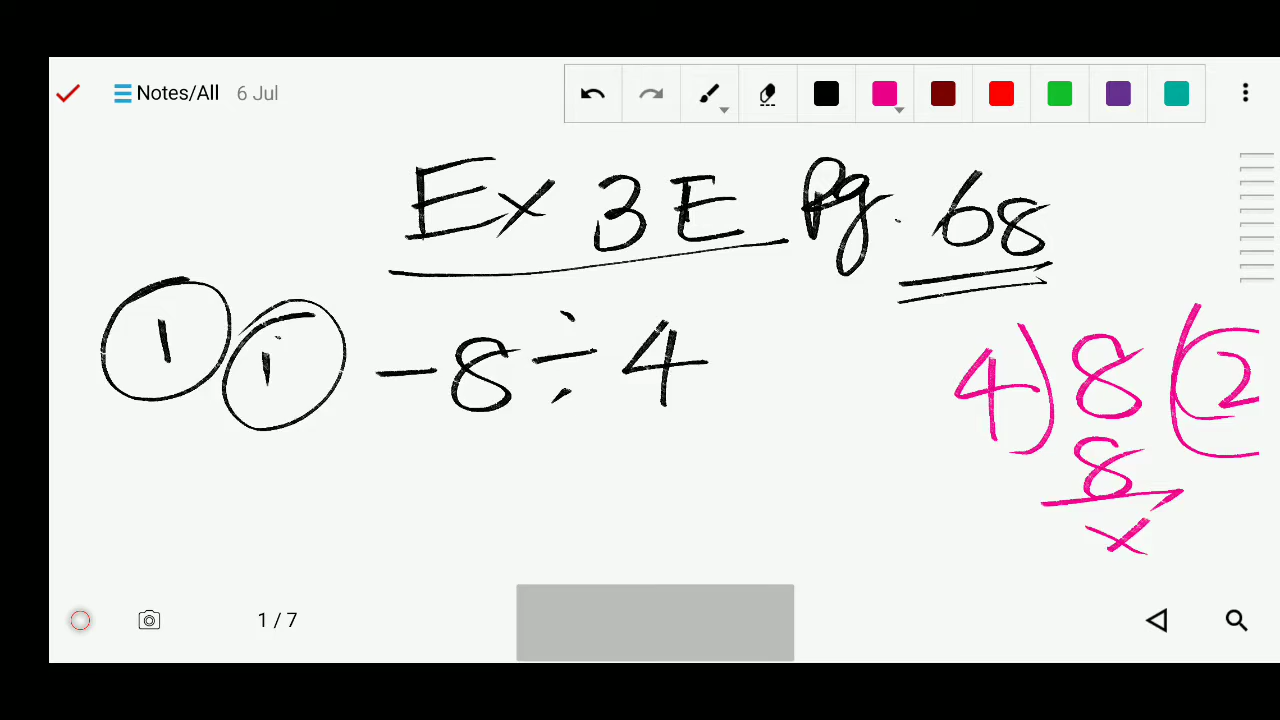 Notes/All 6 Jul
Ex 3E Pg. 68
1 i -8 ÷ 4
4)8(2
8
x
1 / 7